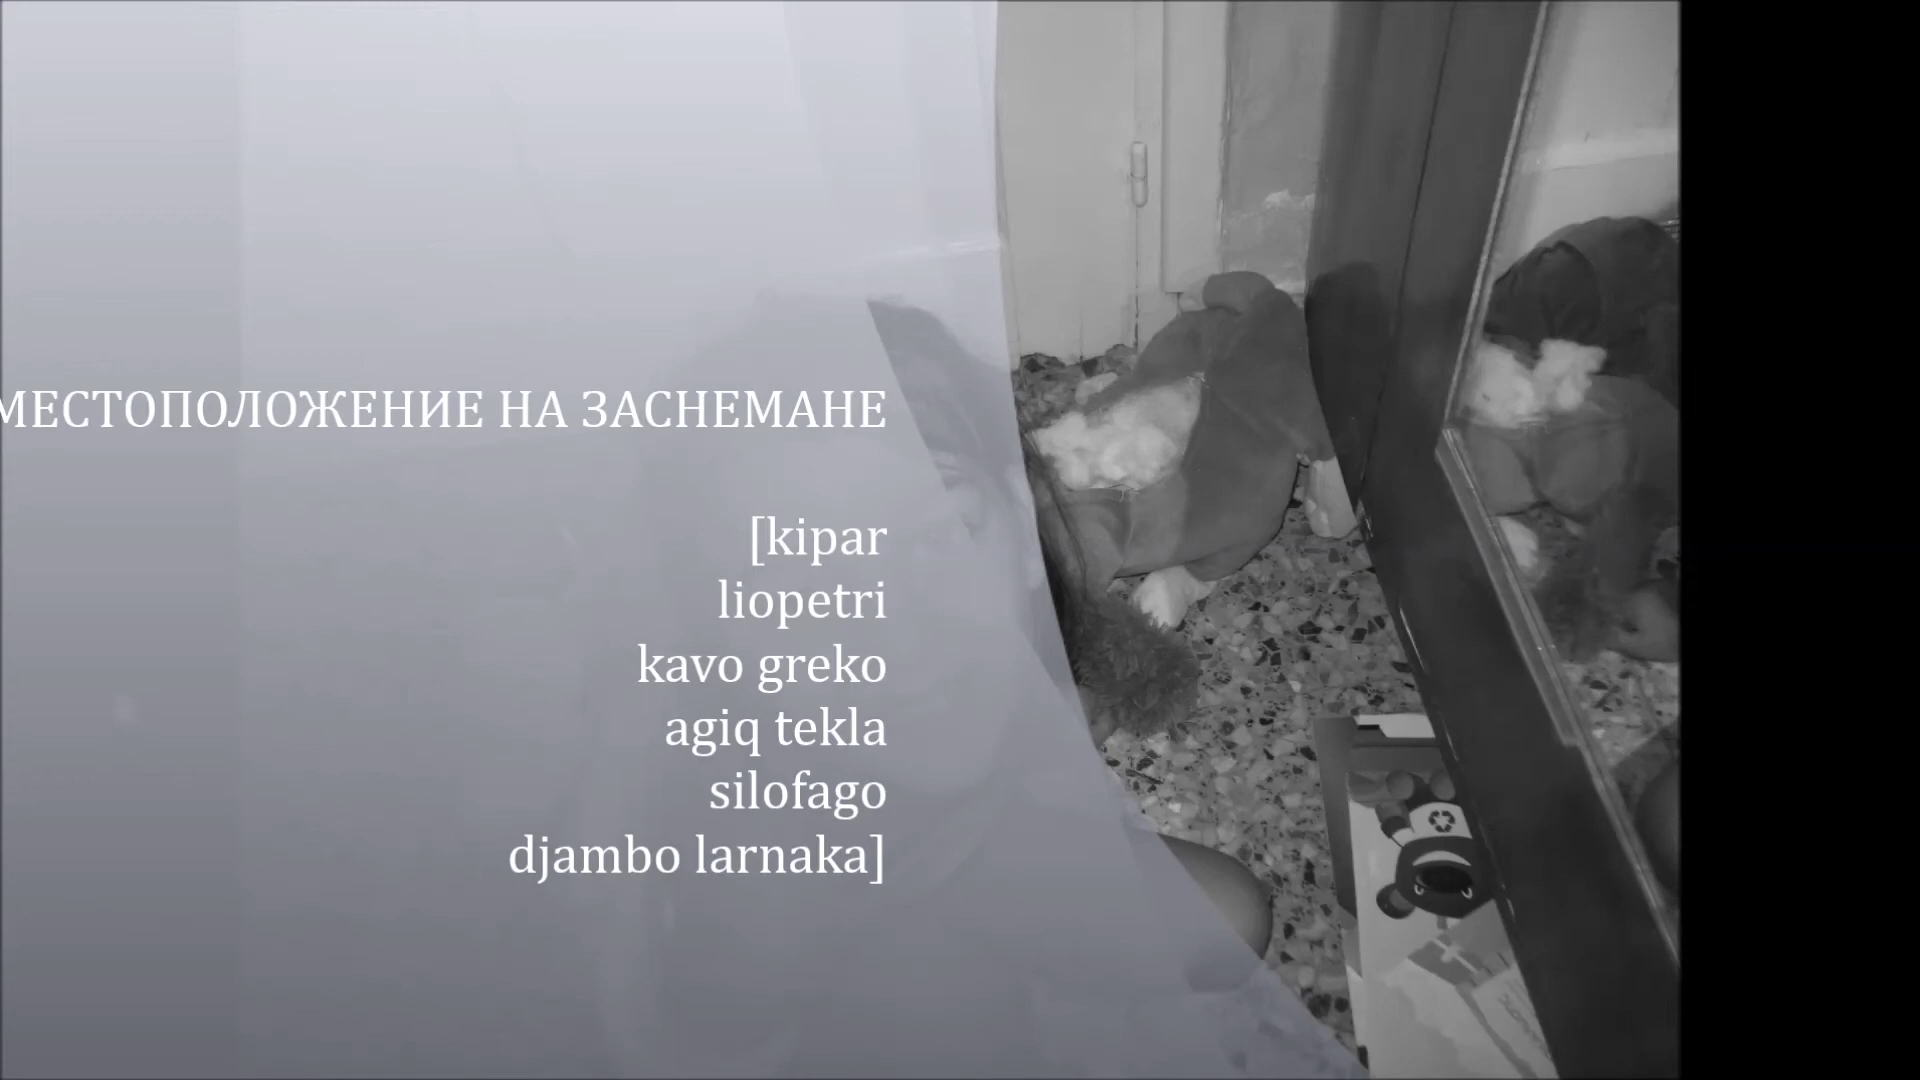 МЕСТОПОЛОЖЕНИЕ НА ЗАСНЕМАНЕ
[kipar
liopetri
kavo greko
agiq tekla
silofago
djambo larnaka]